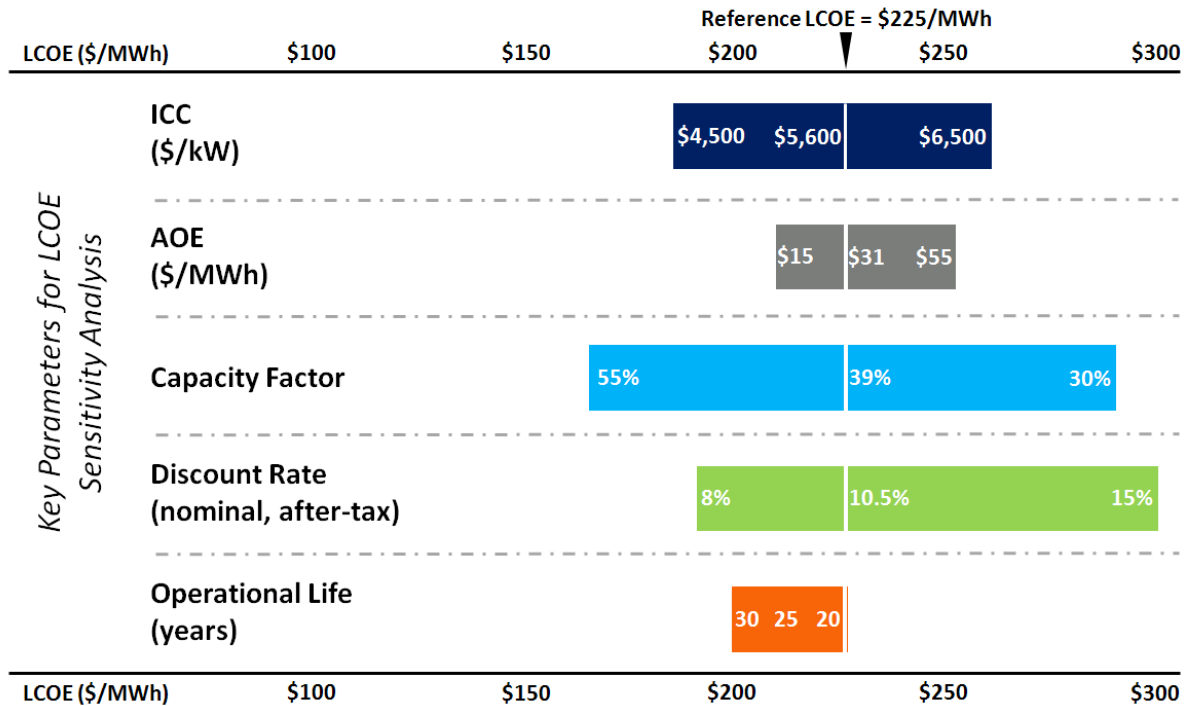 Reference LCOE = $225/MWh
LCOE ($/MWh) $100 $150 $200 $250 $300
Key Parameters for LCOE
Sensitivity Analysis
ICC
($/kW)
$4,500 $5,600 $6,500
AOE
($/MWh)
$15 $31 $55
Capacity Factor
55% 39% 30%
Discount Rate
(nominal, after-tax)
8% 10.5% 15%
Operational Life
(years)
30 25 20
LCOE ($/MWh) $100 $150 $200 $250 $300